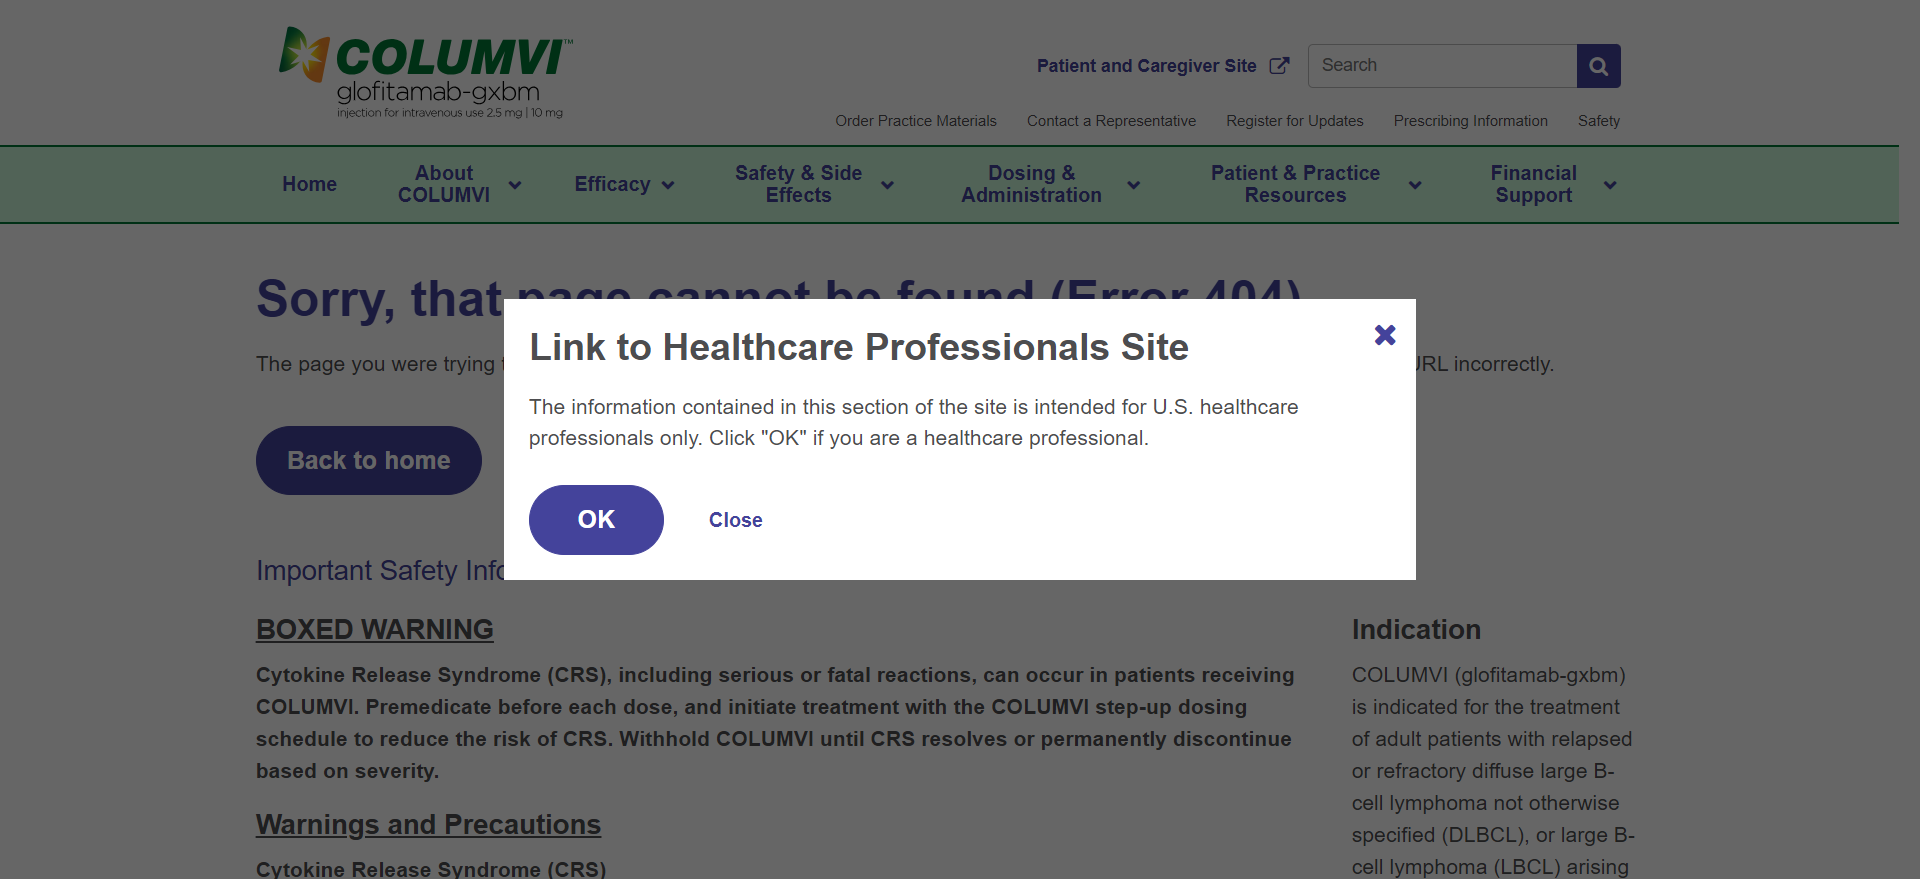 COLUMVI™
glofitamab-gxbm
injection for intravenous use 2.5 mg | 10 mg
Patient and Caregiver Site
Search
Order Practice Materials Contact a Representative Register for Updates Prescribing Information Safety
Home
About
COLUMVI
Efficacy
Safety & Side
Effects
Dosing &
Administration
Patient & Practice
Resources
Financial
Support
Sorry, that page cannot be found (Error 404)
The page you were trying
URL incorrectly.
Back to home
Link to Healthcare Professionals Site
The information contained in this section of the site is intended for U.S. healthcare
professionals only. Click "OK" if you are a healthcare professional.
OK
Close
Important Safety
BOXED WARNING
Cytokine Release Syndrome (CRS), including serious or fatal reactions, can occur in patients receiving
COLUMVI. Premedicate before each dose, and initiate treatment with the COLUMVI step-up dosing
schedule to reduce the risk of CRS. Withhold COLUMVI until CRS resolves or permanently discontinue
based on severity.
Warnings and Precautions
Cytokine Release Syndrome (CRS)
Indication
COLUMVI (glofitamab-gxbm)
is indicated for the treatment
of adult patients with relapsed
or refractory diffuse large B-
cell lymphoma not otherwise
specified (DLBCL), or large B-
cell lymphoma (LBCL) arising